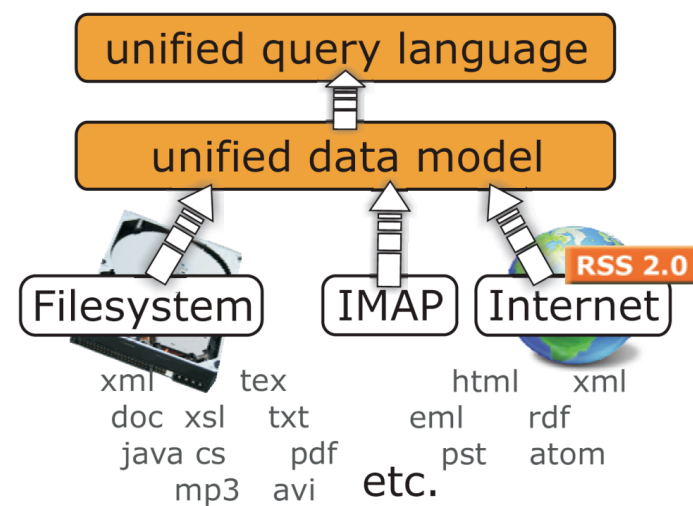 unified query language
unified data model
RSS 2.0
Filesystem IMAP Internet
xml tex html xml
doc xsl txt eml rdf
java cs pdf pst atom
mp3 avi etc.